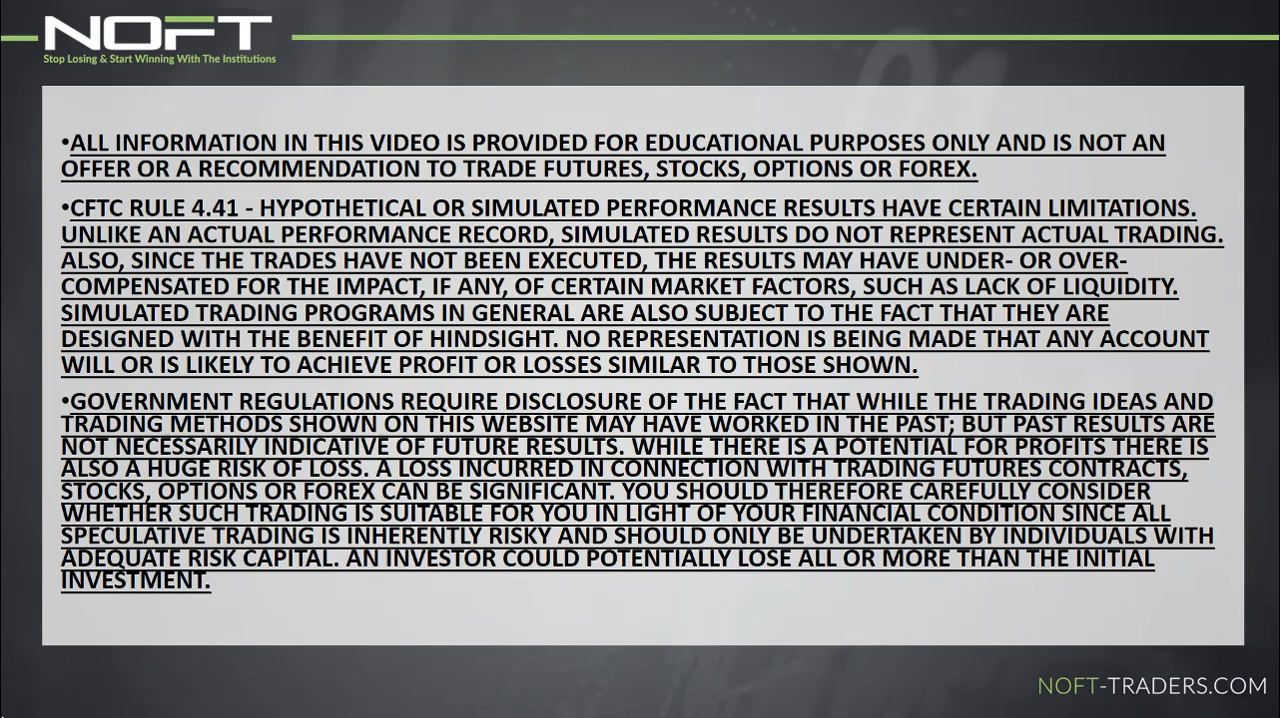 NOFT
Stop Losing & Start Winning With The Institutions
•ALL INFORMATION IN THIS VIDEO IS PROVIDED FOR EDUCATIONAL PURPOSES ONLY AND IS NOT AN
OFFER OR A RECOMMENDATION TO TRADE FUTURES, STOCKS, OPTIONS OR FOREX.
•CFTC RULE 4.41 - HYPOTHETICAL OR SIMULATED PERFORMANCE RESULTS HAVE CERTAIN LIMITATIONS.
UNLIKE AN ACTUAL PERFORMANCE RECORD, SIMULATED RESULTS DO NOT REPRESENT ACTUAL TRADING.
ALSO, SINCE THE TRADES HAVE NOT BEEN EXECUTED, THE RESULTS MAY HAVE UNDER- OR OVER-
COMPENSATED FOR THE IMPACT, IF ANY, OF CERTAIN MARKET FACTORS, SUCH AS LACK OF LIQUIDITY.
SIMULATED TRADING PROGRAMS IN GENERAL ARE ALSO SUBJECT TO THE FACT THAT THEY ARE
DESIGNED WITH THE BENEFIT OF HINDSIGHT. NO REPRESENTATION IS BEING MADE THAT ANY ACCOUNT
WILL OR IS LIKELY TO ACHIEVE PROFIT OR LOSSES SIMILAR TO THOSE SHOWN.
•GOVERNMENT REGULATIONS REQUIRE DISCLOSURE OF THE FACT THAT WHILE THE TRADING IDEAS AND
TRADING METHODS SHOWN ON THIS WEBSITE MAY HAVE WORKED IN THE PAST; BUT PAST RESULTS ARE
NOT NECESSARILY INDICATIVE OF FUTURE RESULTS. WHILE THERE IS A POTENTIAL FOR PROFITS THERE IS
ALSO A HUGE RISK OF LOSS. A LOSS INCURRED IN CONNECTION WITH TRADING FUTURES CONTRACTS,
STOCKS, OPTIONS OR FOREX CAN BE SIGNIFICANT. YOU SHOULD THEREFORE CAREFULLY CONSIDER
WHETHER SUCH TRADING IS SUITABLE FOR YOU IN LIGHT OF YOUR FINANCIAL CONDITION SINCE ALL
SPECULATIVE TRADING IS INHERENTLY RISKY AND SHOULD ONLY BE UNDERTAKEN BY INDIVIDUALS WITH
ADEQUATE RISK CAPITAL. AN INVESTOR COULD POTENTIALLY LOSE ALL OR MORE THAN THE INITIAL
INVESTMENT.
NOFT-TRADERS.COM